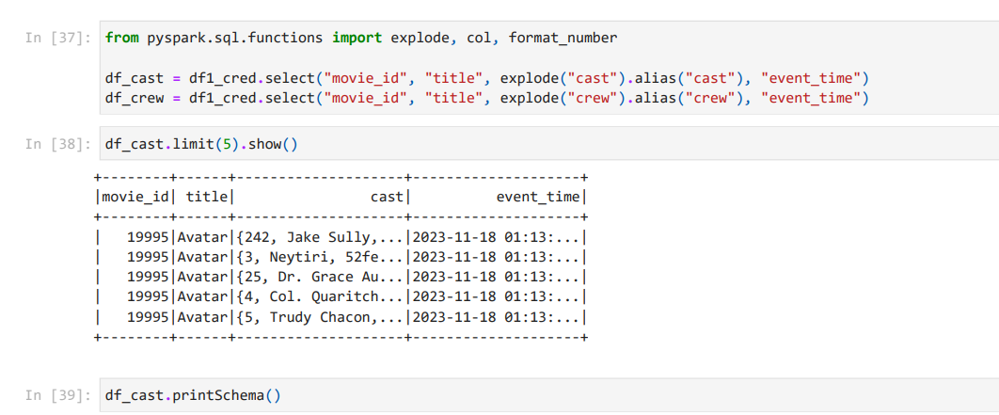 In [37]: from pyspark.sql.functions import explode, col, format_number
df_cast = df1_cred.select("movie_id", "title", explode("cast").alias("cast"), "event_time")
df_crew = df1_cred.select("movie_id", "title", explode("crew").alias("crew"), "event_time")
In [38]: df_cast.limit(5).show()
+--------+------+--------------------+--------------------+
|movie_id| title|                cast|          event_time|
+--------+------+--------------------+--------------------+
|   19995|Avatar|{242, Jake Sully,...|2023-11-18 01:13:...|
|   19995|Avatar|{3, Neytiri, 52fe...|2023-11-18 01:13:...|
|   19995|Avatar|{25, Dr. Grace Au...|2023-11-18 01:13:...|
|   19995|Avatar|{4, Col. Quaritch...|2023-11-18 01:13:...|
|   19995|Avatar|{5, Trudy Chacon,...|2023-11-18 01:13:...|
+--------+------+--------------------+--------------------+
In [39]: df_cast.printSchema()